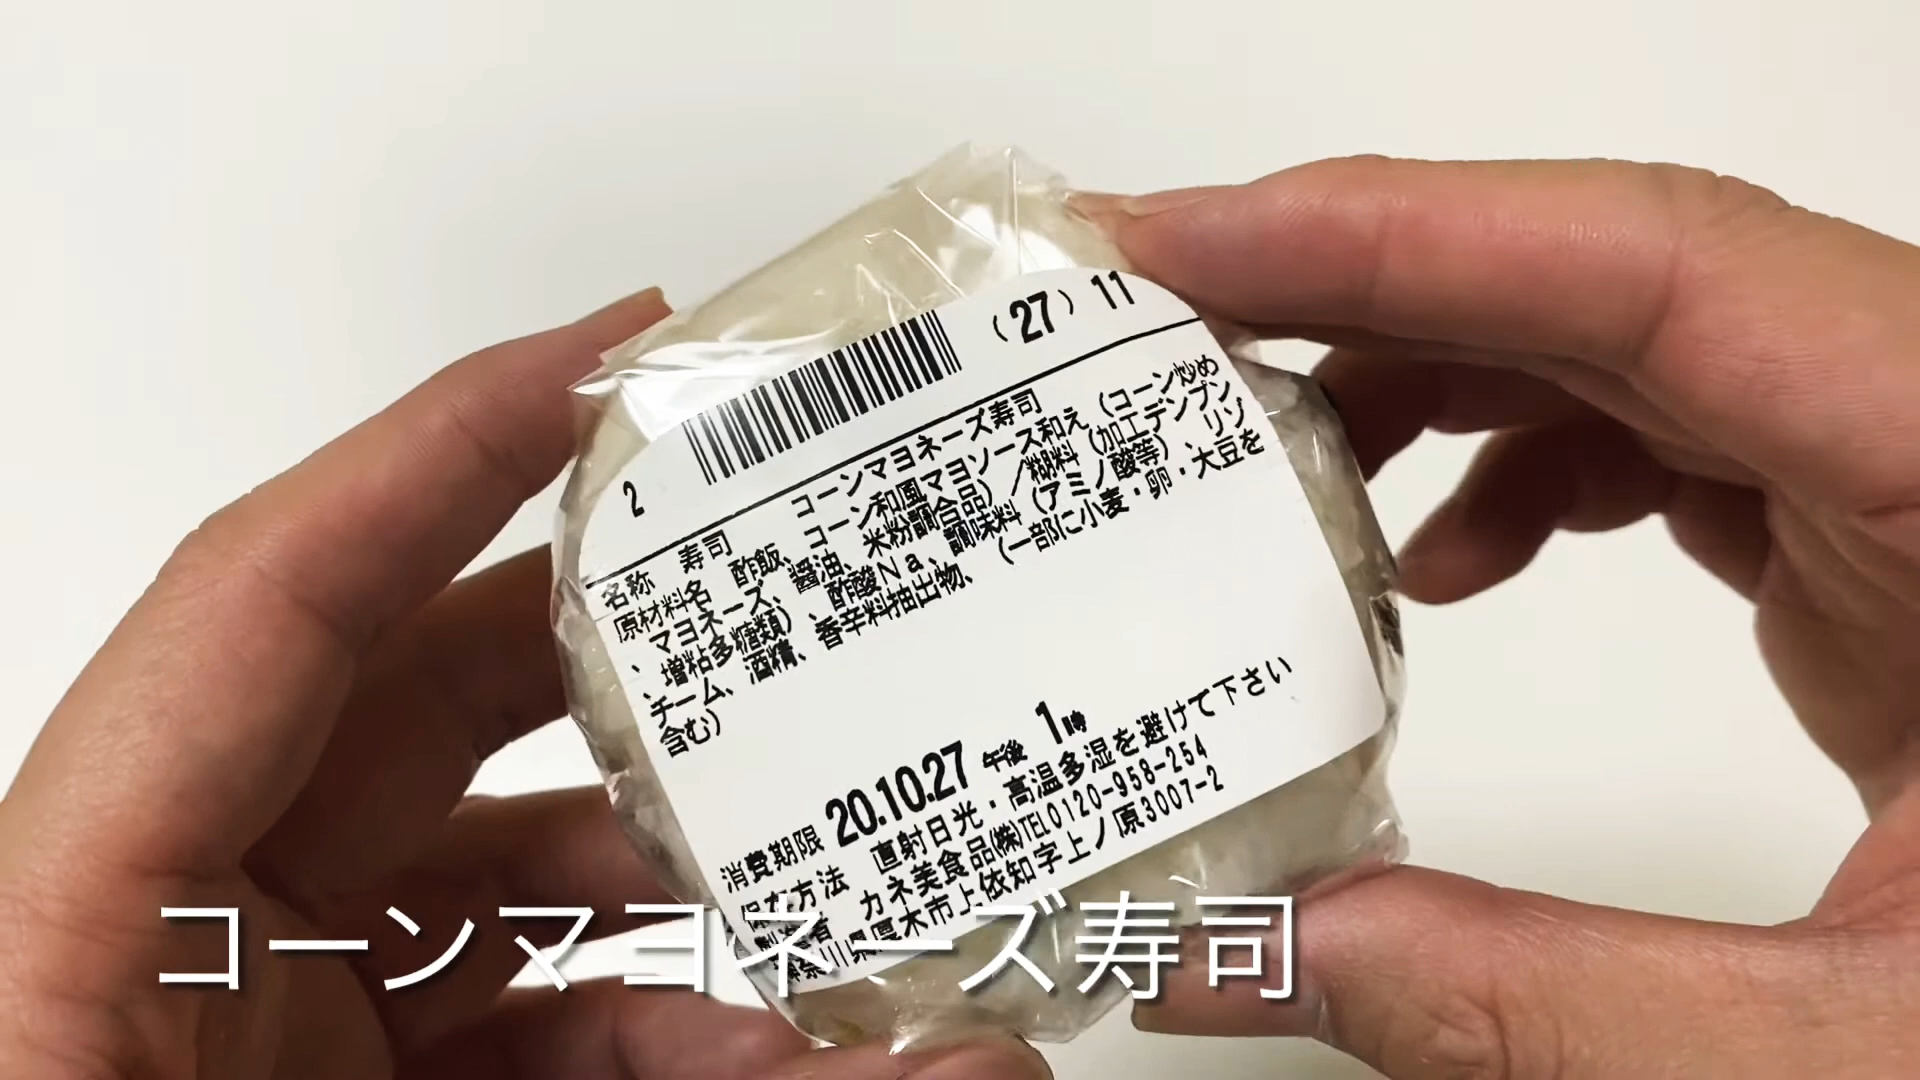 (27) 11
2
コーンマヨネーズ寿司
名称 寿司
原材料名 酢飯、コーン和風マヨソース和え(コーン炒め
、マヨネーズ、醤油、米粉調合品)/糊料(加工デンプン
、増粘多糖類)、酢酸Na、調味料(アミノ酸等)、リゾ
チーム、酒精、香辛料抽出物、(一部に小麦・卵・大豆を
含む)
消費期限 20.10.27 午後 1時
保存方法 直射日光・高温多湿を避けて下さい
製造者 カネ美食品(株)TEL0120-958-254
神奈川県厚木市上依知字上ノ原3007-2
コーンマヨネーズ寿司